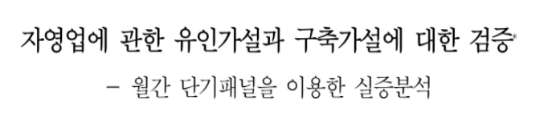 자영업에 관한 유인가설과 구축가설에 대한 검증*
- 월간 단기패널을 이용한 실증분석